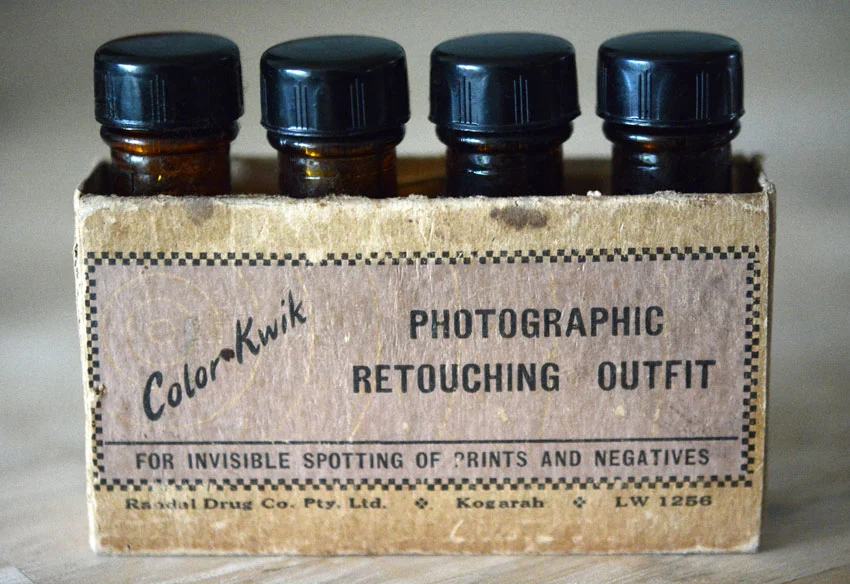 Color-Kwik
PHOTOGRAPHIC
RETOUCHING OUTFIT
FOR INVISIBLE SPOTTING OF PRINTS AND NEGATIVES
Randal Drug Co. Pty. Ltd. Kogarah LW 1256